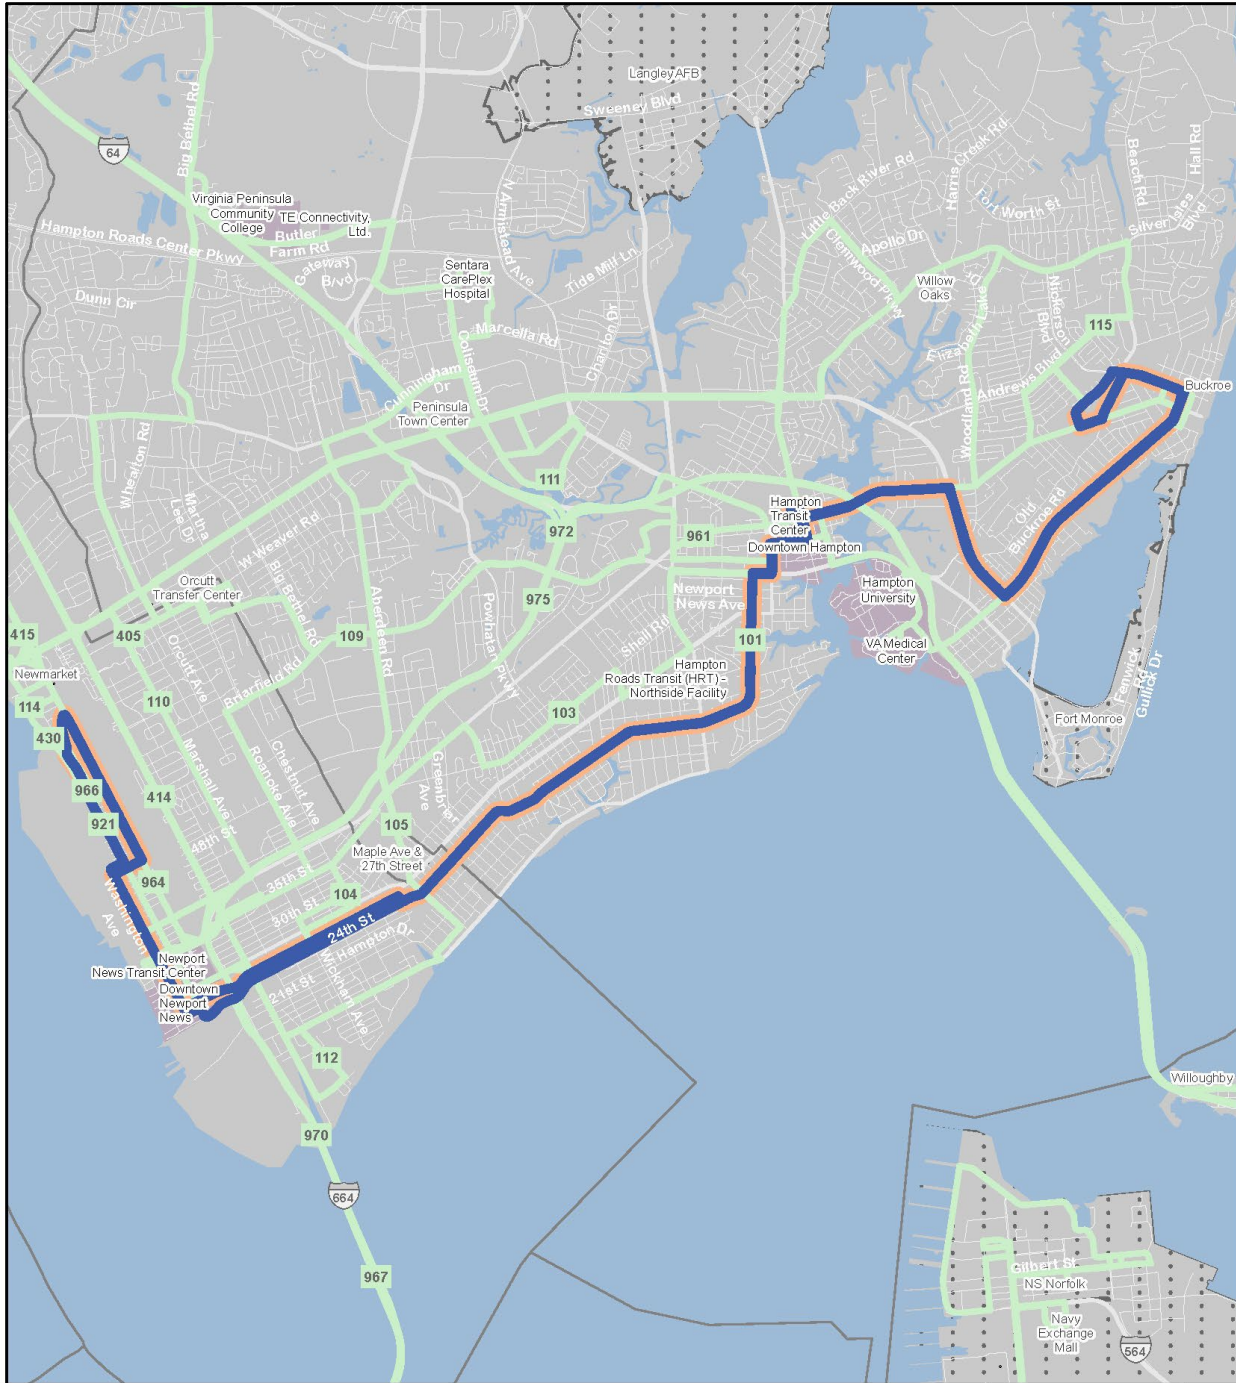 Langley AFB
Sweeney Blvd
Big Bethel Rd
64
Harris Creek Rd
Beach Rd
Hall Rd
N Armistead Ave
Little Back River Rd
Fort Worth St
Silver Isles
Blvd
Virginia Peninsula
Community
College
TE Connectivity,
Ltd.
Butler
Farm Rd
Hampton Roads Center Pkwy
Gateway
Blvd
Sentara
CarePlex
Hospital
Tide Mill Ln
Apollo Dr
Clemwood Pkwy
Willow
Oaks
Dunn Cir
Marcella Rd
Charlton Dr
Elizabeth Lake
Dr
Nickerson
Blvd
115
Coliseum Dr
Cunningham
Dr
Andrews Blvd
Buckroe
Peninsula
Town Center
Wheaton Rd
Woodland Rd
Martha
Lee Dr
W Weaver Rd
111
972
961
Hampton
Transit
Center
Downtown Hampton
Old
Buckroe Rd
Orcutt
Transfer Center
Big
Bethel Rd
Aberdeen Rd
Powhatan Pkwy
975
Newport
News Ave
Hampton
University
415
405
109
Orcutt Ave
Shell Rd
101
VA Medical
Center
Newmarket
Briarfield Rd
Hampton
Roads Transit (HRT) -
Northside Facility
Fenwick
Rd
Gullick Dr
114
110
103
Fort Monroe
430
Marshall Ave
Roanoke Ave
Chestnut Ave
Greenbriar
Ave
966
414
921
48th St
105
Maple Ave &
27th Street
964
35th St
104
Washington
Ave
30th St
24th St
Hampton Dr
Newport
News Transit Center
21st St
Wickham Ave
Downtown
Newport
News
112
Willoughby
970
664
967
Gilbert St
NS Norfolk
Navy
Exchange
Mall
564